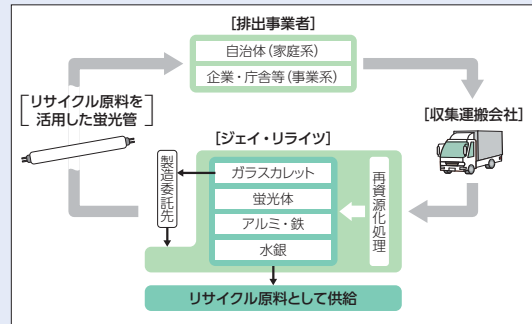 [排出事業者]
自治体(家庭系)
企業・庁舎等(事業系)
[リサイクル原料を
活用した蛍光管]
[収集運搬会社]
[ジェイ・リライツ]
製造委託先
ガラスカレット
蛍光体
アルミ・鉄
水銀
再資源化処理
リサイクル原料として供給